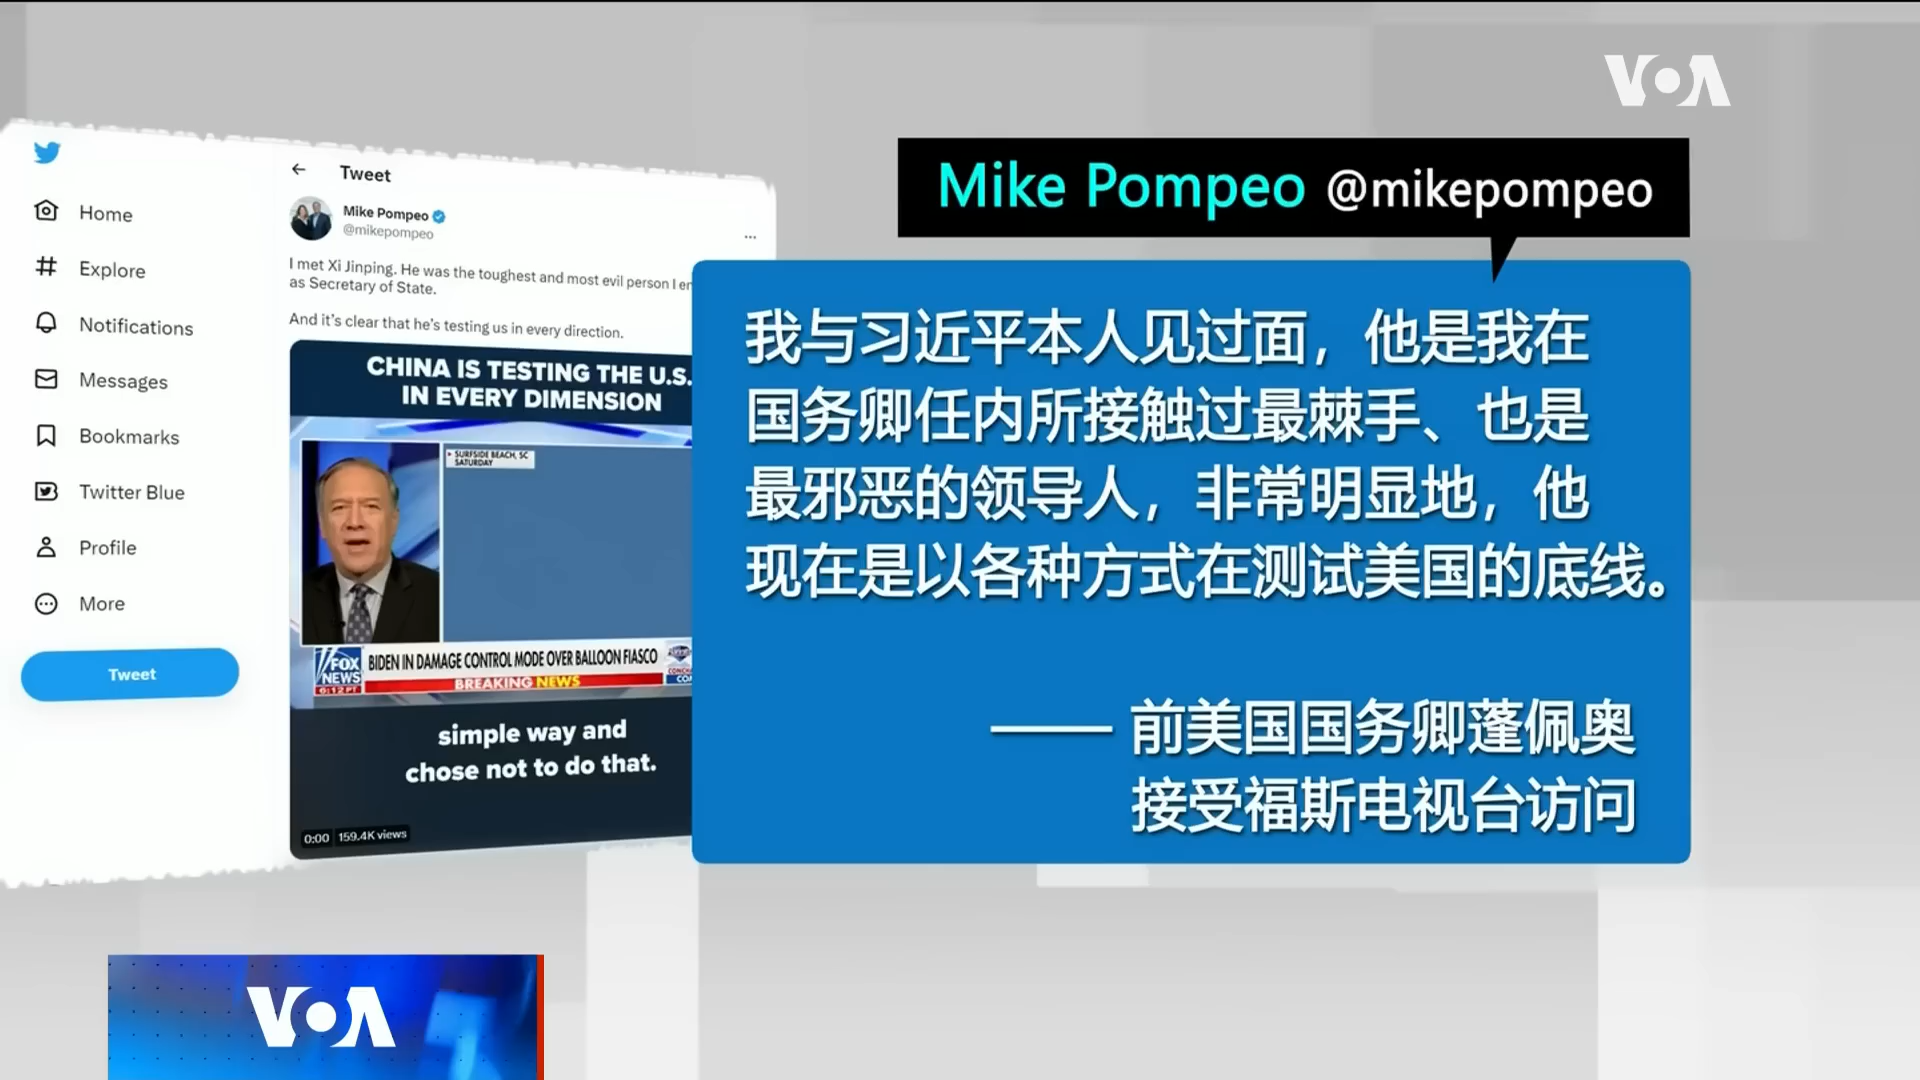 VOA
Mike Pompeo @mikepompeo
Tweet
Mike Pompeo
@mikepompeo
I met Xi Jinping. He was the toughest and most evil person I
as Secretary of State.
And it's clear that he's testing us in every direction.
Home
Explore
Notifications
Messages
Bookmarks
Twitter Blue
Profile
More
Tweet
CHINA IS TESTING THE U.S.
IN EVERY DIMENSION
SURFSIDE BEACH, SC
SATURDAY
FOX
NEWS
6:12 PT
BIDEN IN DAMAGE CONTROL MODE OVER BALLOON FIASCO
BREAKING NEWS
simple way and
chose not to do that.
0:00 159.4K views
我与习近平本人见过面，他是我在
国务卿任内所接触过最棘手、也是
最邪恶的领导人，非常明显地，他
现在是以各种方式在测试美国的底线。
—— 前美国国务卿蓬佩奥
接受福斯电视台访问
VOA